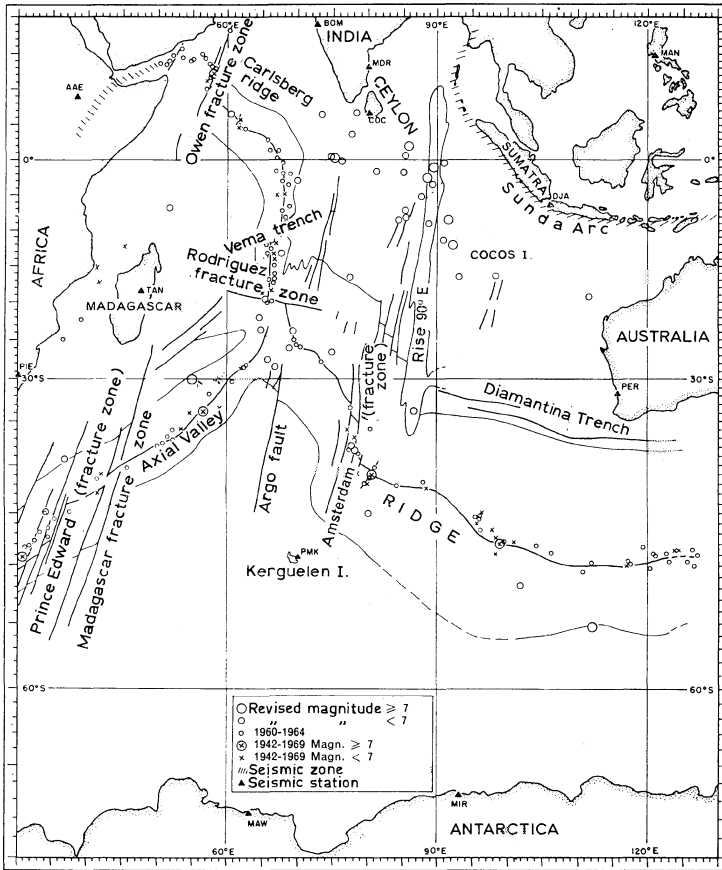 60°E
BOM
INDIA
90°E
120°E
MAN
AAE
MDR
Owen fracture zone
Carlsberg
ridge
CEYLON
COC
0°
0°
SUMATRA
DJA
Sunda Arc
AFRICA
Vema trench
Rodriguez
fracture zone
COCOS I.
TAN
MADAGASCAR
Rise 90°E
AUSTRALIA
PIE
30°S
30°S
PER
(fracture
zone)
Diamantina Trench
Prince Edward (fracture zone)
Madagascar fracture zone
Axial Valley
Argo fault
Amsterdam
RIDGE
PMK
Kerguelen I.
60°S
60°S
Revised magnitude ⩾ 7
„ „ < 7
1960-1964
1942-1969 Magn. ⩾ 7
1942-1969 Magn. < 7
Seismic zone
Seismic station
MAW
MIR
ANTARCTICA
60°E
90°E
120°E